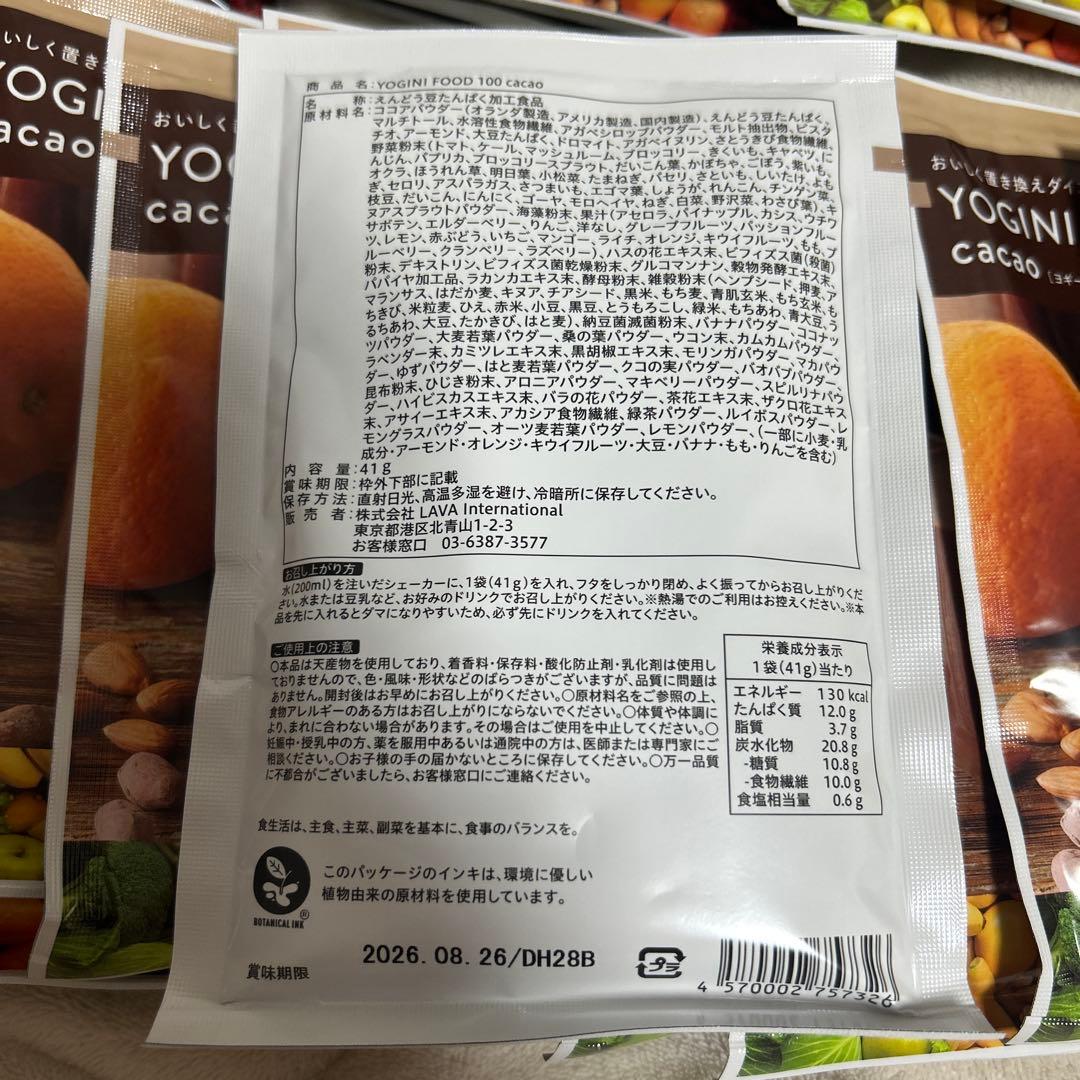 商品名:YOGINI FOOD 100 cacao
名称:えんどう豆たんぱく加工食品
原材料名:ココアパウダー(オランダ製造、アメリカ製造、国内製造)、えんどう豆たんぱく、
マルチトール、水溶性食物繊維、アガベシロップパウダー、モルト抽出物、ピスタ
チオ、アーモンド、大豆たんぱく、ドロマイト、アガベイヌリン、さとうきび食物繊維、
野菜粉末(トマト、ケール、マッシュルーム、ブロッコリー、きくいも、キャベツ、に
んじん、パプリカ、ブロッコリースプラウト、だいこん葉、かぼちゃ、ごぼう、紫いも、
オクラ、ほうれん草、明日葉、小松菜、たまねぎ、パセリ、さといも、しいたけ、よも
ぎ、セロリ、アスパラガス、さつまいも、エゴマ葉、しょうが、れんこん、チンゲン菜、
枝豆、だいこん、にんにく、ゴーヤ、モロヘイヤ、ねぎ、白菜、野沢菜、わさび葉)、キ
ヌアスプラウトパウダー、海藻粉末、果汁(アセロラ、パイナップル、カシス、ウチワ
サボテン、エルダーベリー、りんご、洋なし、グレープフルーツ、パッションフルー
ツ、レモン、赤ぶどう、いちご、マンゴー、ライチ、オレンジ、キウイフルーツ、もも、ブ
ルーベリー、クランベリー、ラズベリー)、ハスの花エキス末、ビフィズス菌(殺菌)
粉末、デキストリン、ビフィズス菌乾燥粉末、グルコマンナン、穀物発酵エキス末、
パパイヤ加工品、ラカンカエキス末、酵母粉末、雑穀粉末(ヘンプシード、押麦、ア
マランサス、はだか麦、キヌア、チアシード、黒米、もち麦、青肌玄米、もち玄米、も
ちきび、米粒麦、ひえ、赤米、小豆、黒豆、とうもろこし、緑米、もちあわ、青大豆、う
るちあわ、大豆、たかきび、はと麦)、納豆菌滅菌粉末、バナナパウダー、ココナッ
ツパウダー、大麦若葉パウダー、桑の葉パウダー、ウコン末、カムカムパウダー、
ラベンダー末、カミツレエキス末、黒胡椒エキス末、モリンガパウダー、マカパウ
ダー、ゆずパウダー、はと麦若葉パウダー、クコの実パウダー、バオバブパウダー、
昆布粉末、ひじき粉末、アロニアパウダー、マキベリーパウダー、スピルリナパウ
ダー、ハイビスカスエキス末、バラの花パウダー、茶花エキス末、ザクロ花エキス
末、アサイーエキス末、アカシア食物繊維、緑茶パウダー、ルイボスパウダー、レ
モングラスパウダー、オーツ麦若葉パウダー、レモンパウダー、(一部に小麦・乳
成分・アーモンド・オレンジ・キウイフルーツ・大豆・バナナ・もも・りんごを含む)
内容量:41g
賞味期限:枠外下部に記載
保存方法:直射日光、高温多湿を避け、冷暗所に保存してください。
販売者:株式会社 LAVA International
東京都港区北青山1-2-3
お客様窓口 03-6387-3577
お召し上がり方
水(200ml)を注いだシェーカーに、1袋(41g)を入れ、フタをしっかり閉め、よく振ってからお召し上がりくだ
さい。水または豆乳など、お好みのドリンクでお召し上がりください。※熱湯でのご利用はお控えください。※本
品を先に入れるとダマになりやすいため、必ず先にドリンクを入れてください。
ご使用上の注意
○本品は天産物を使用しており、着香料・保存料・酸化防止剤・乳化剤は使用し
ておりませんので、色・風味・形状などのばらつきがございますが、品質に問題は
ありません。開封後はお早めにお召し上がりください。○原材料名をご参照の上、
食物アレルギーのある方はお召し上がりにならないでください。○体質や体調に
より、まれに合わない場合があります。その場合はご使用を中止してください。○
妊娠中・授乳中の方、薬を服用中あるいは通院中の方は、医師または専門家にご
相談ください。○お子様の手の届かないところに保存してください。○万一品質
に不都合がございましたら、お客様窓口にご連絡ください。
栄養成分表示
1袋(41g)当たり
エネルギー 130 kcal
たんぱく質 12.0g
脂質 3.7g
炭水化物 20.8g
-糖質 10.8g
-食物繊維 10.0g
食塩相当量 0.6g
食生活は、主食、主菜、副菜を基本に、食事のバランスを。
このパッケージのインキは、環境に優しい
植物由来の原材料を使用しています。
BOTANICAL INK®
賞味期限
2026.08.26/DH28B
プラ
4 570002 757326
いしく置き
YOGI
acao
おいしく
YO
cac
おいしく置き換えダイ
YOGINI
cacao [ヨギー